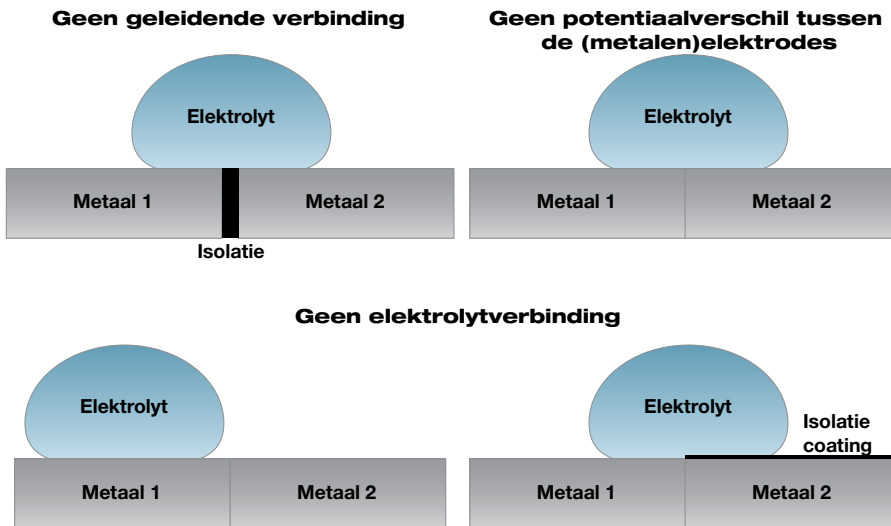 Geen geleidende verbinding
Elektrolyt
Metaal 1
Metaal 2
Isolatie
Geen potentiaalverschil tussen
de (metalen)elektrodes
Elektrolyt
Metaal 1
Metaal 2
Geen elektrolytverbinding
Elektrolyt
Metaal 1
Metaal 2
Elektrolyt
Isolatie
coating
Metaal 1
Metaal 2